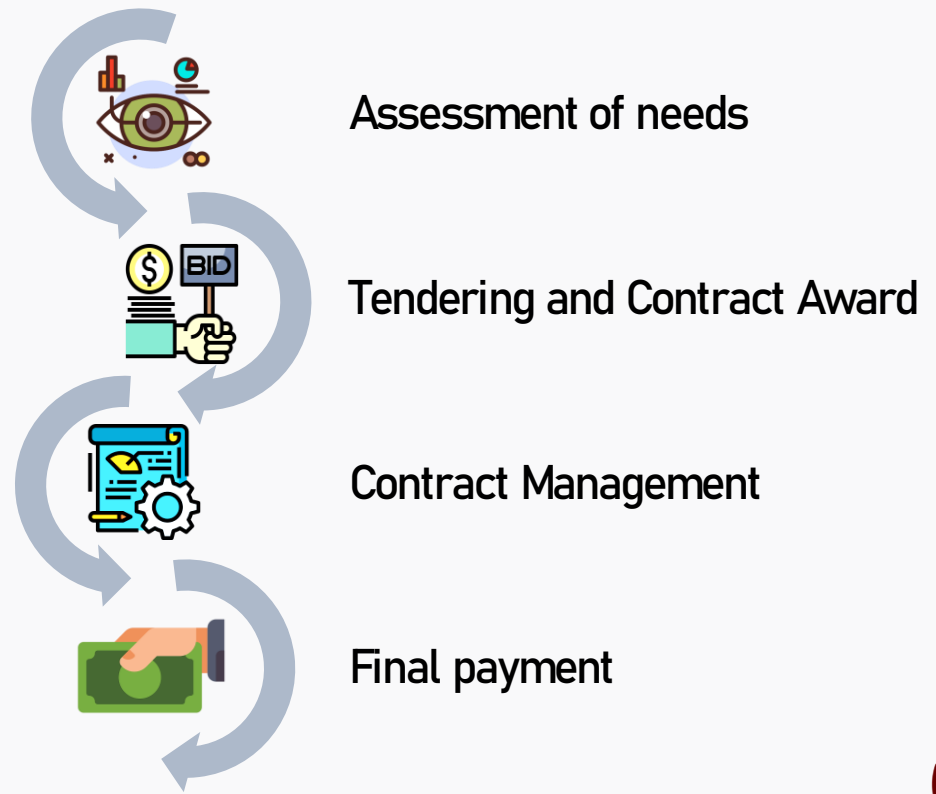 Assessment of needs
$ BID
Tendering and Contract Award
Contract Management
Final payment